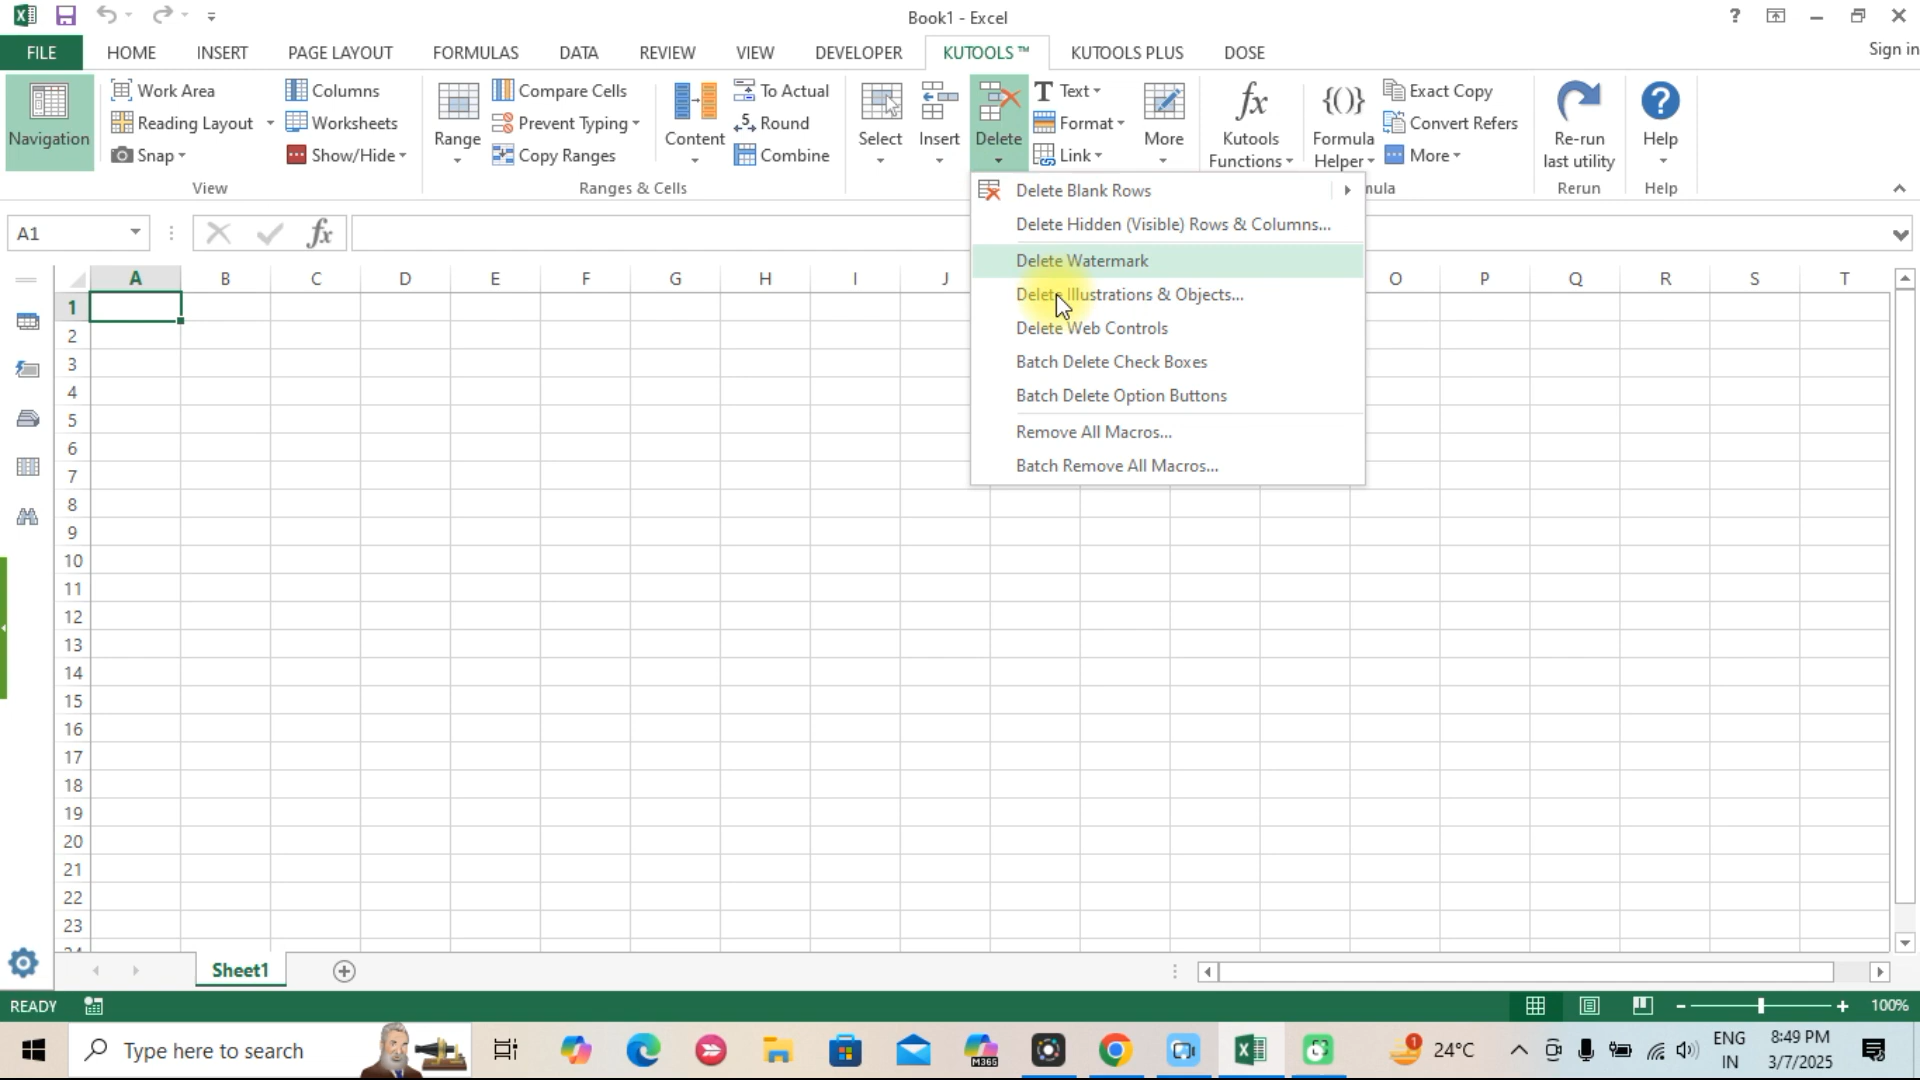 Book1 - Excel
FILE HOME INSERT PAGE LAYOUT FORMULAS DATA REVIEW VIEW DEVELOPER KUTOOLS ™ KUTOOLS PLUS DOSE Sign in
Navigation
Work Area
Reading Layout
Snap
Columns
Worksheets
Show/Hide
View
Range
Compare Cells
Prevent Typing
Copy Ranges
Content
To Actual
Round
Combine
Ranges & Cells
Select
Insert
Delete
Text
Format
Link
More
Kutools
Functions
Formula
Helper
Exact Copy
Convert Refers
More
mula
Re-run
last utility
Rerun
Help
Help
Delete Blank Rows
Delete Hidden (Visible) Rows & Columns...
Delete Watermark
Delete Illustrations & Objects...
Delete Web Controls
Batch Delete Check Boxes
Batch Delete Option Buttons
Remove All Macros...
Batch Remove All Macros...
A1
fx
A B C D E F G H I J O P Q R S T
1
2
3
4
5
6
7
8
9
10
11
12
13
14
15
16
17
18
19
20
21
22
23
24
Sheet1
READY
100%
Type here to search
M365
1
24°C
ENG
IN
8:49 PM
3/7/2025